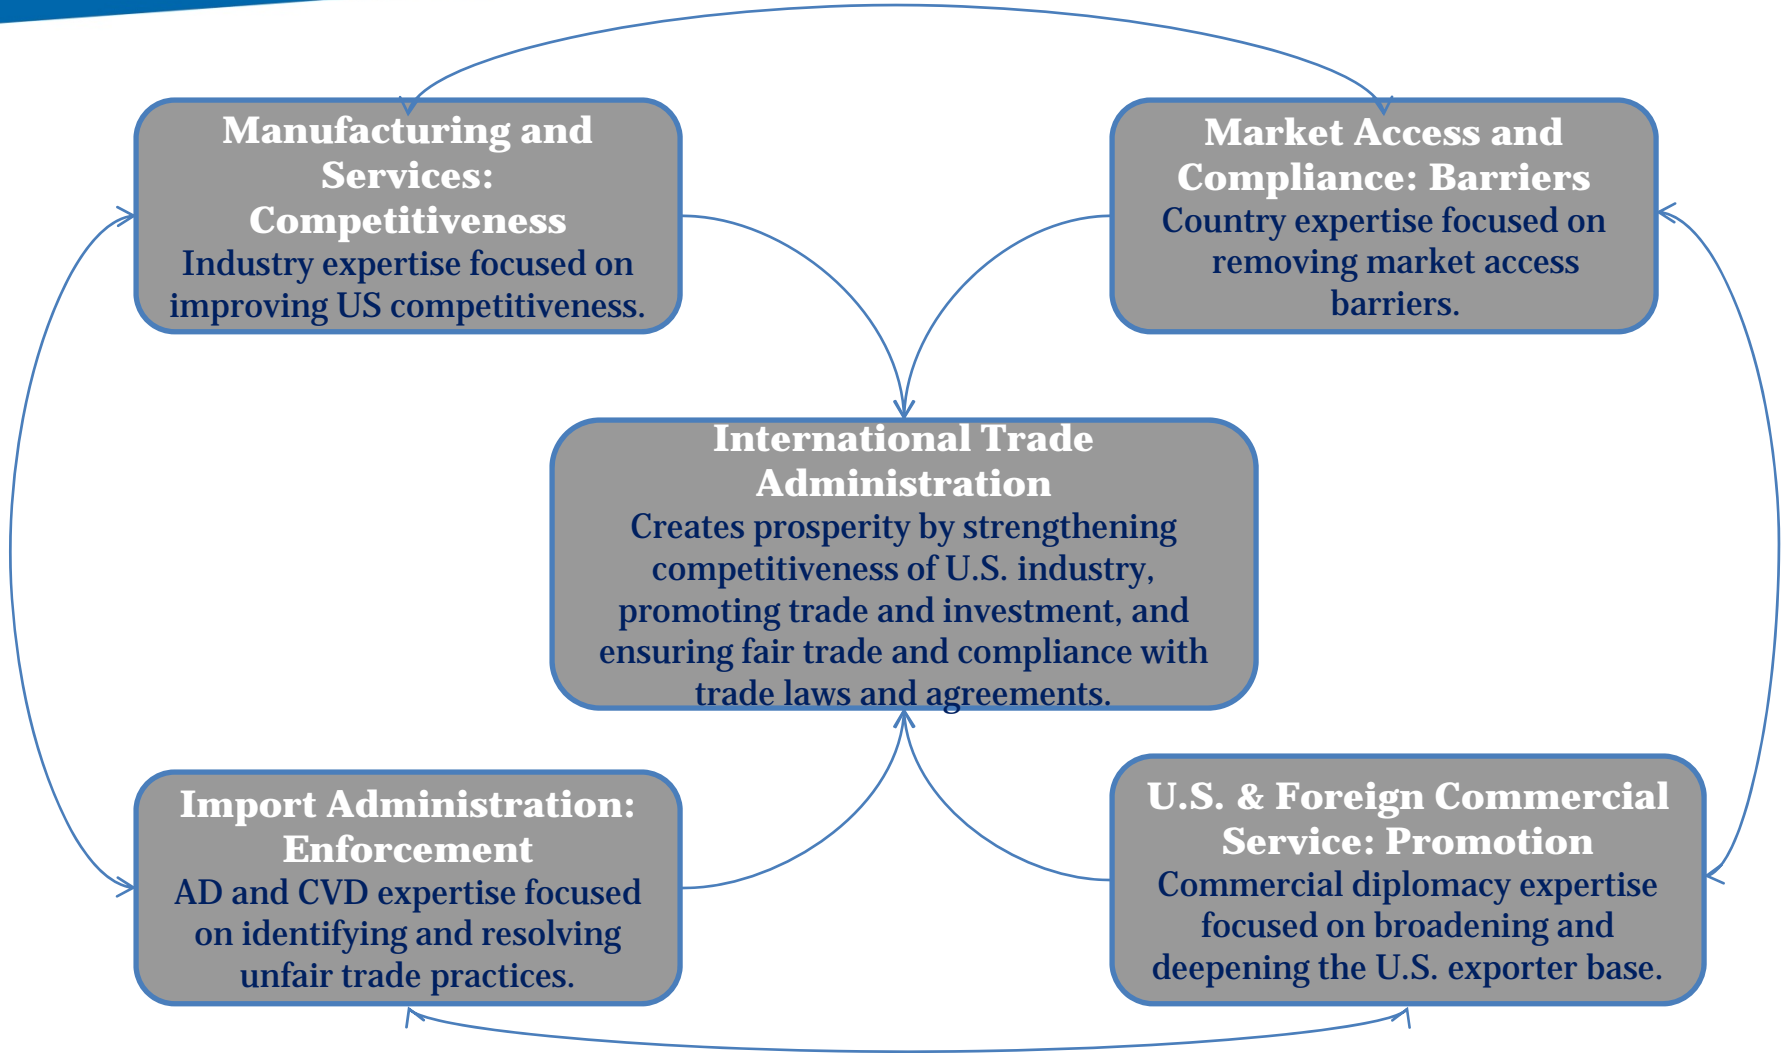 Manufacturing and
Services:
Competitiveness
Industry expertise focused on
improving US competitiveness.
Market Access and
Compliance: Barriers
Country expertise focused on
removing market access
barriers.
International Trade
Administration
Creates prosperity by strengthening
competitiveness of U.S. industry,
promoting trade and investment, and
ensuring fair trade and compliance with
trade laws and agreements.
Import Administration:
Enforcement
AD and CVD expertise focused
on identifying and resolving
unfair trade practices.
U.S. & Foreign Commercial
Service: Promotion
Commercial diplomacy expertise
focused on broadening and
deepening the U.S. exporter base.